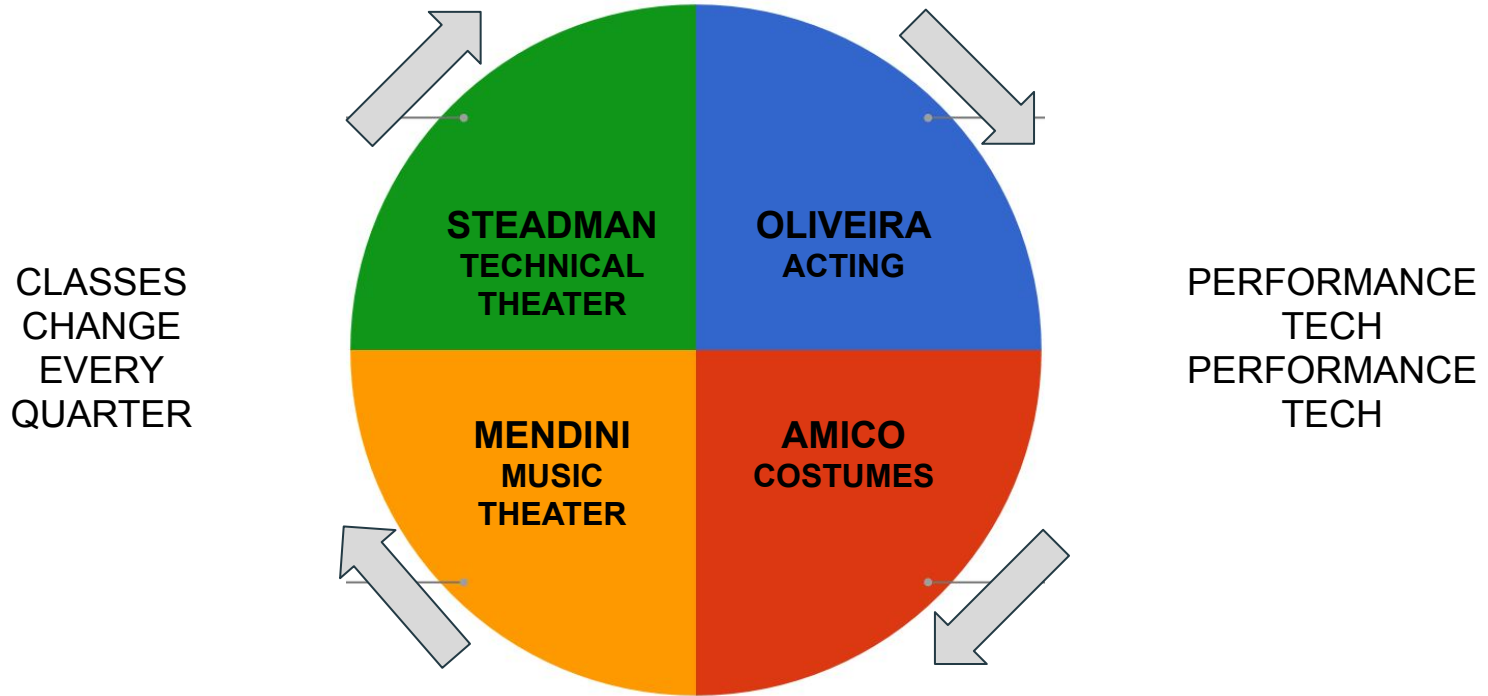 CLASSES
CHANGE
EVERY
QUARTER
STEADMAN
TECHNICAL
THEATER
OLIVEIRA
ACTING
MENDINI
MUSIC
THEATER
AMICO
COSTUMES
PERFORMANCE
TECH
PERFORMANCE
TECH